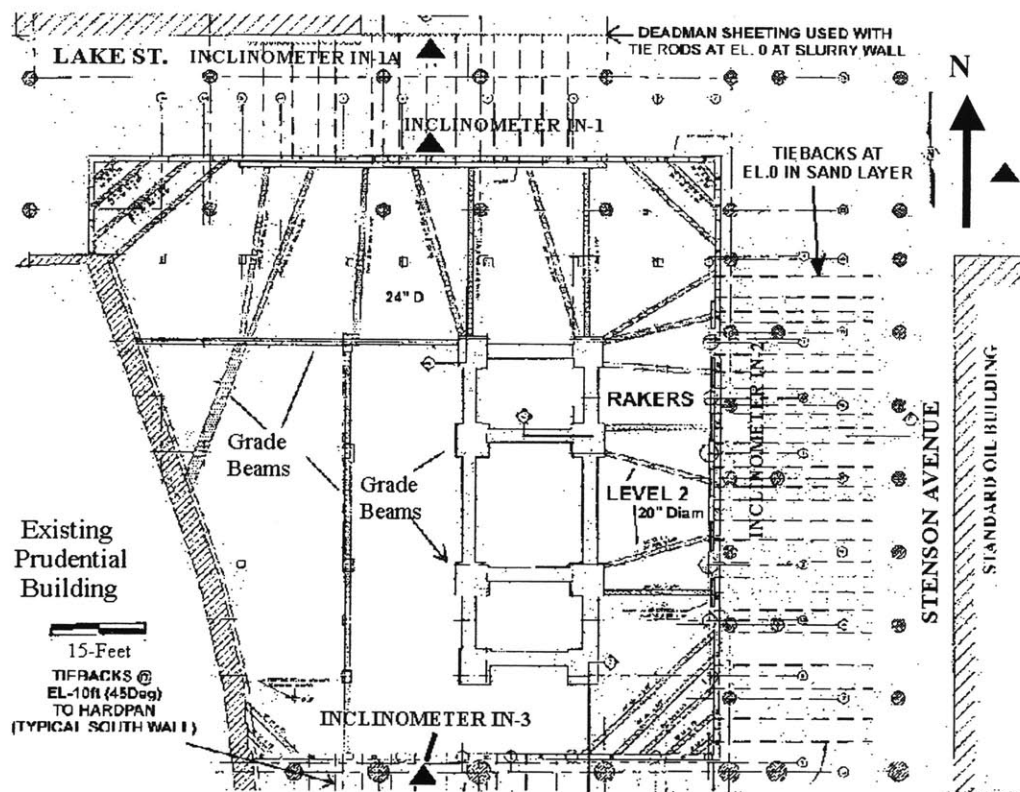 DEADMAN SHEETING USED WITH
TIE RODS AT EL. 0 AT SLURRY WALL
LAKE ST.
INCLINOMETER IN-1A
N
INCLINOMETER IN-1
TIEBACKS AT
EL.0 IN SAND LAYER
24" D
RAKERS
INCLINOMETER IN-2
Grade
Beams
Grade
Beams
LEVEL 2
20" Diam
STENSON AVENUE
STANDARD OIL BUILDING
Existing
Prudential
Building
15-Feet
TIEBACKS @
EL-10ft (45Deg)
TO HARDPAN
(TYPICAL SOUTH WALL)
INCLINOMETER IN-3